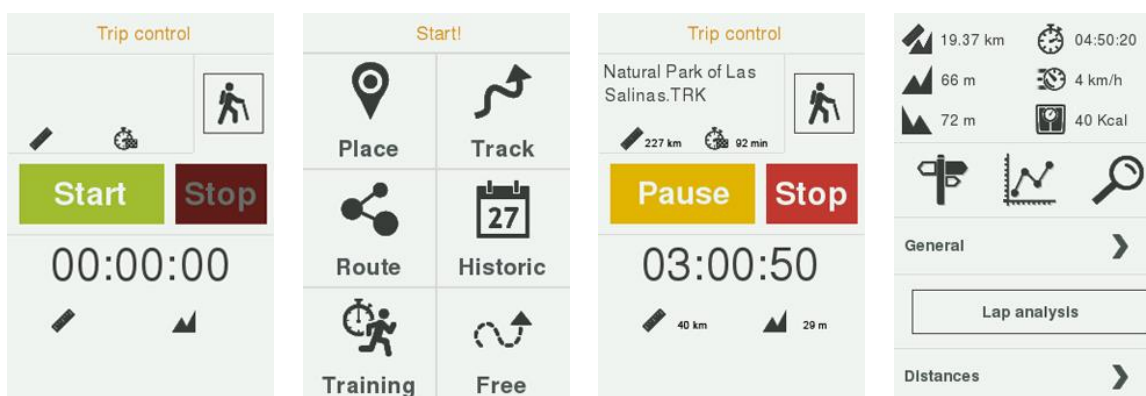 Trip control
Start
Stop
00:00:00
Start!
Place
Track
Route
27
Historic
Training
Free
Trip control
Natural Park of Las
Salinas.TRK
227 km
92 min
Pause
Stop
03:00:50
40 km
29 m
19.37 km
04:50:20
66 m
4 km/h
72 m
40 Kcal
General
Lap analysis
Distances